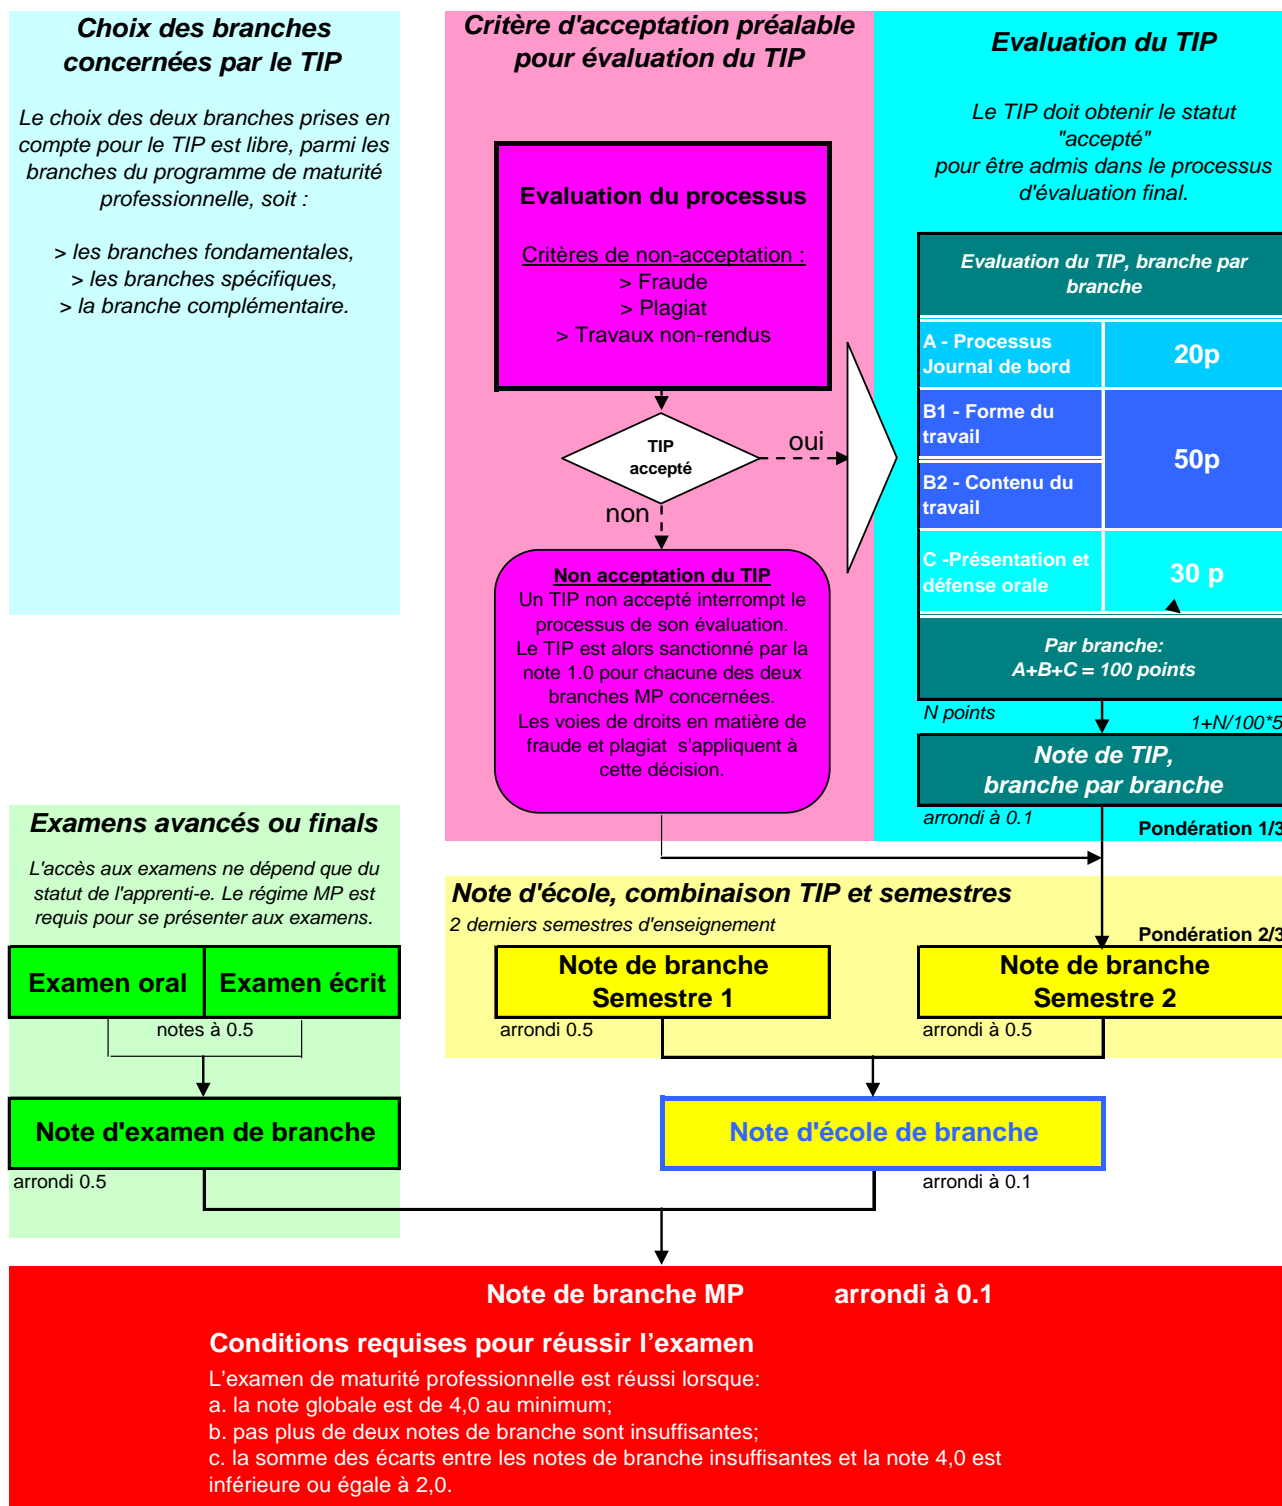 Choix des branches
concernées par le TIP
Le choix des deux branches prises en
compte pour le TIP est libre, parmi les
branches du programme de maturité
professionnelle, soit :
> les branches fondamentales,
> les branches spécifiques,
> la branche complémentaire.
Critère d'acceptation préalable
pour évaluation du TIP
Evaluation du processus
Critères de non-acceptation :
> Fraude
> Plagiat
> Travaux non-rendus
TIP
accepté
oui
non
Non acceptation du TIP
Un TIP non accepté interrompt le
processus de son évaluation.
Le TIP est alors sanctionné par la
note 1.0 pour chacune des deux
branches MP concernées.
Les voies de droits en matière de
fraude et plagiat s'appliquent à
cette décision.
Evaluation du TIP
Le TIP doit obtenir le statut
"accepté"
pour être admis dans le processus
d'évaluation final.
Evaluation du TIP, branche par
branche
A - Processus
Journal de bord
20p
B1 - Forme du
travail
50p
B2 - Contenu du
travail
C -Présentation et
défense orale
30 p
Par branche:
A+B+C = 100 points
N points
1+N/100*5
Note de TIP,
branche par branche
arrondi à 0.1
Pondération 1/3
Examens avancés ou finals
L'accès aux examens ne dépend que du
statut de l'apprenti-e. Le régime MP est
requis pour se présenter aux examens.
Examen oral
Examen écrit
notes à 0.5
Note d'examen de branche
arrondi 0.5
Note d'école, combinaison TIP et semestres
2 derniers semestres d'enseignement
Pondération 2/3
Note de branche
Semestre 1
arrondi 0.5
Note de branche
Semestre 2
arrondi à 0.5
Note d'école de branche
arrondi à 0.1
Note de branche MP arrondi à 0.1
Conditions requises pour réussir l’examen
L’examen de maturité professionnelle est réussi lorsque:
a. la note globale est de 4,0 au minimum;
b. pas plus de deux notes de branche sont insuffisantes;
c. la somme des écarts entre les notes de branche insuffisantes et la note 4,0 est
inférieure ou égale à 2,0.